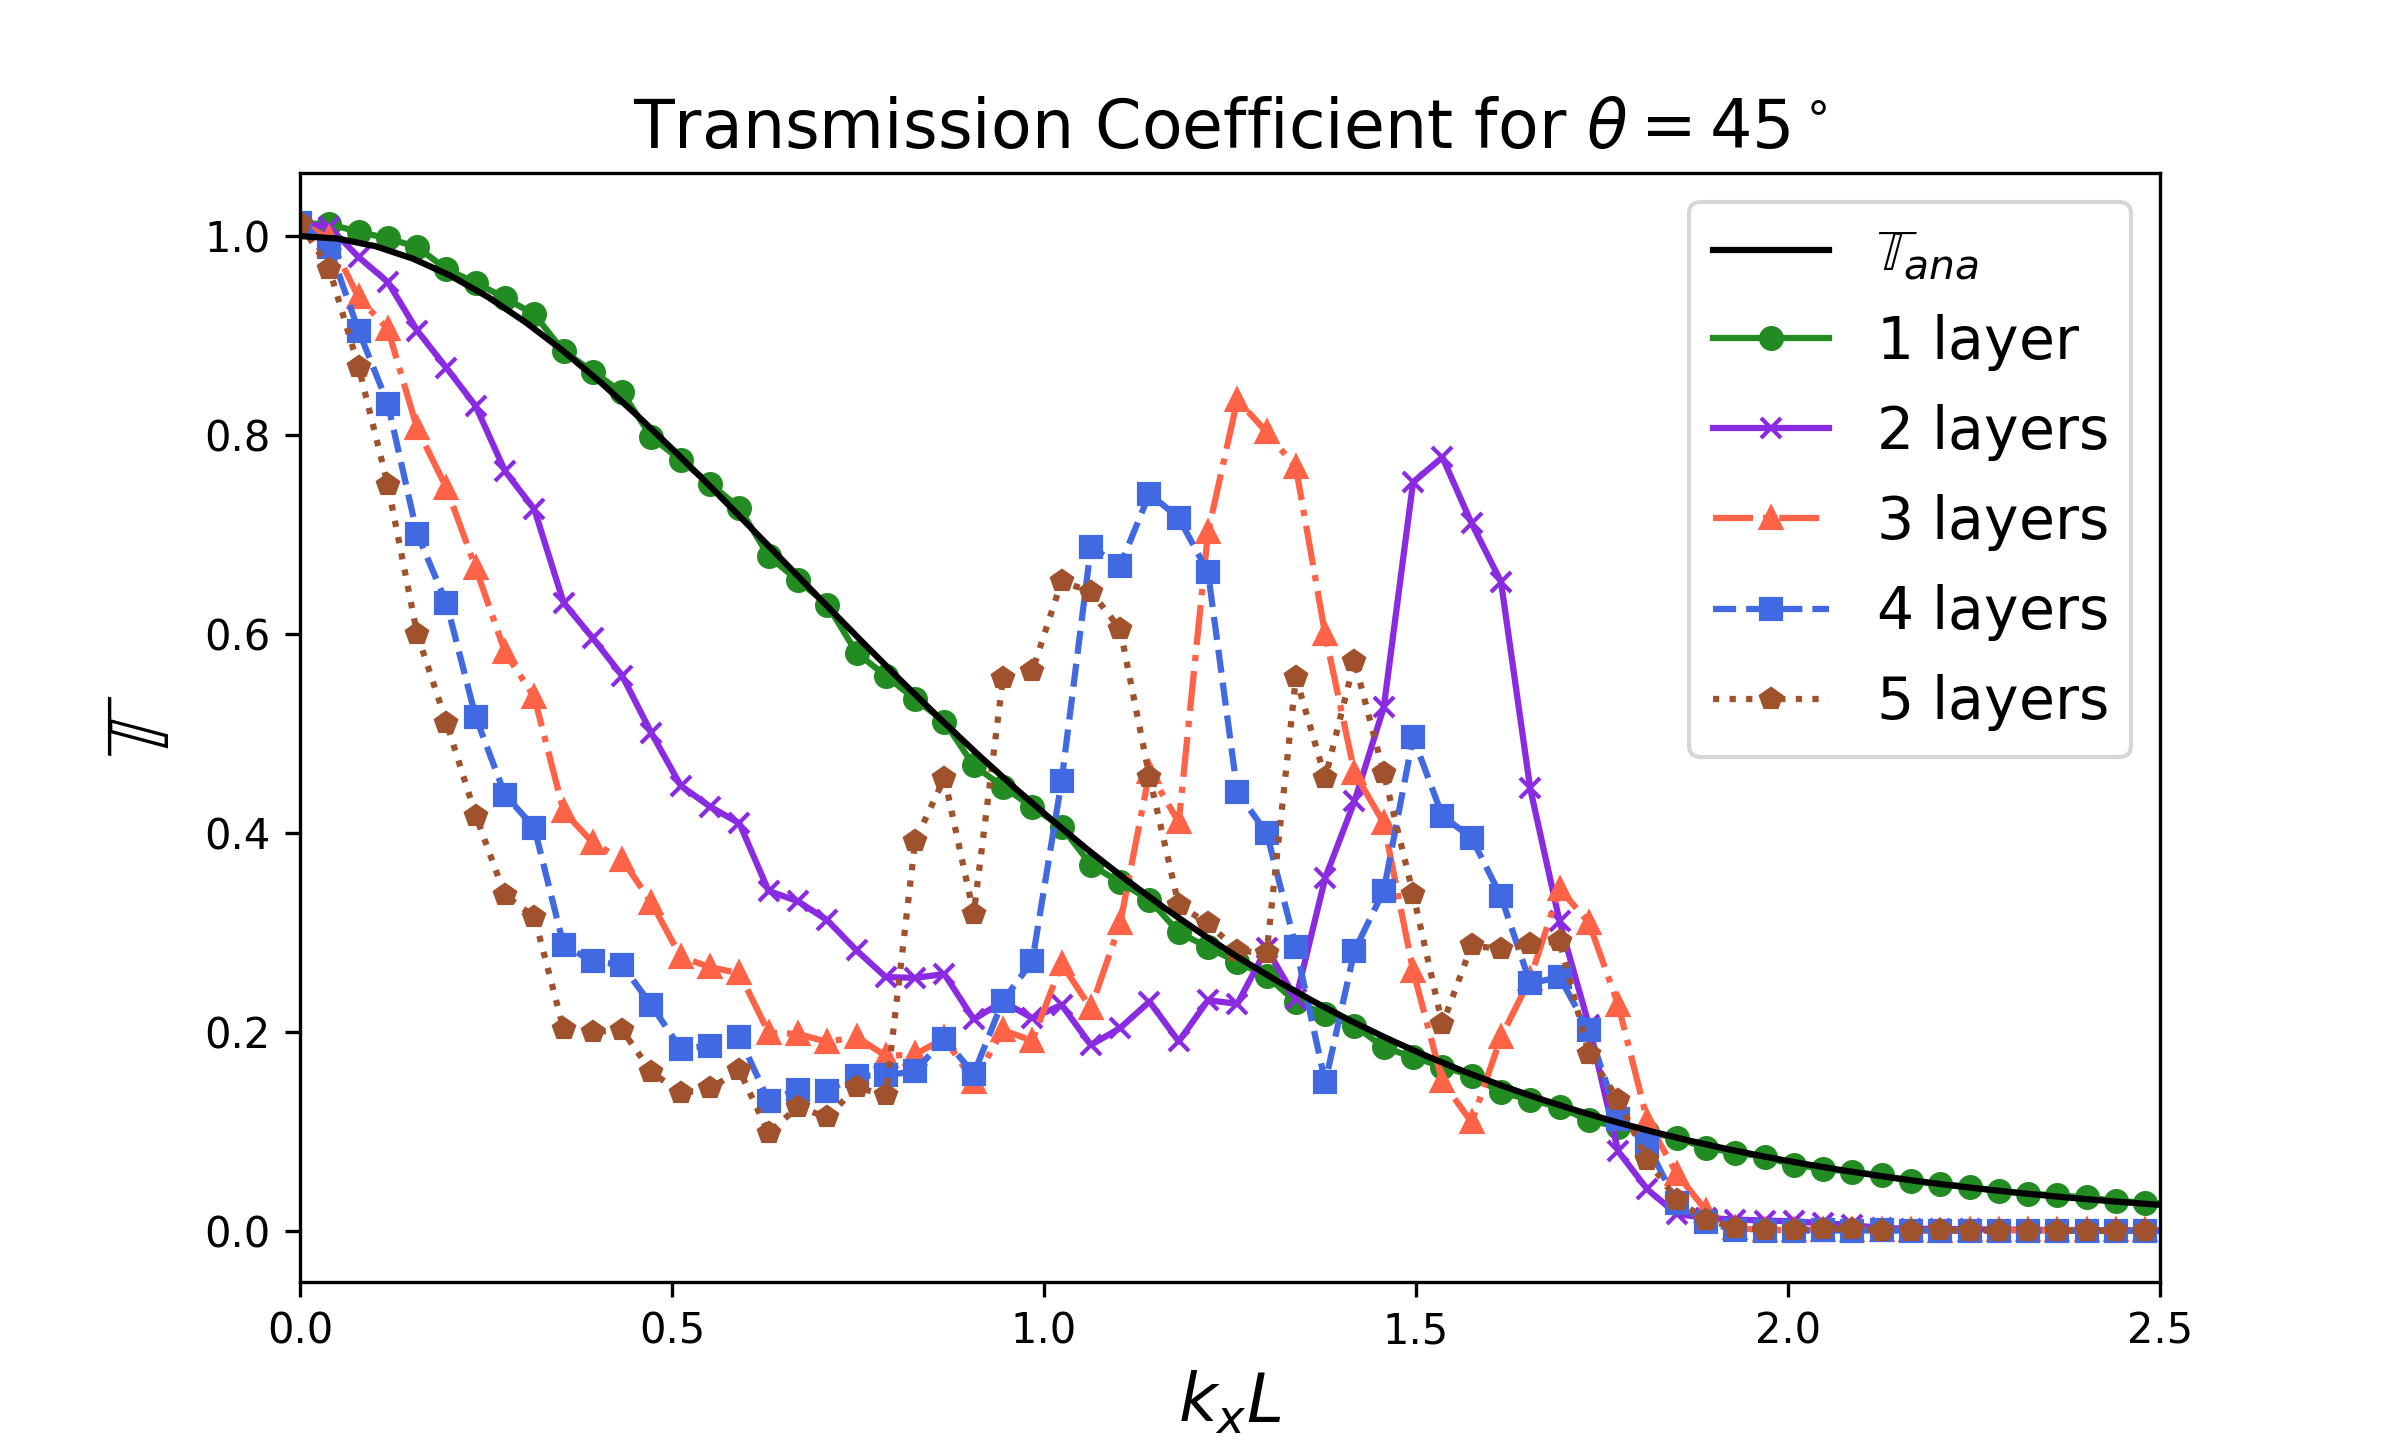 Transmission Coefficient for θ = 45°
𝕋
1.0
0.8
0.6
0.4
0.2
0.0
𝕋ana
1 layer
2 layers
3 layers
4 layers
5 layers
0.0 0.5 1.0 1.5 2.0 2.5
kₓL